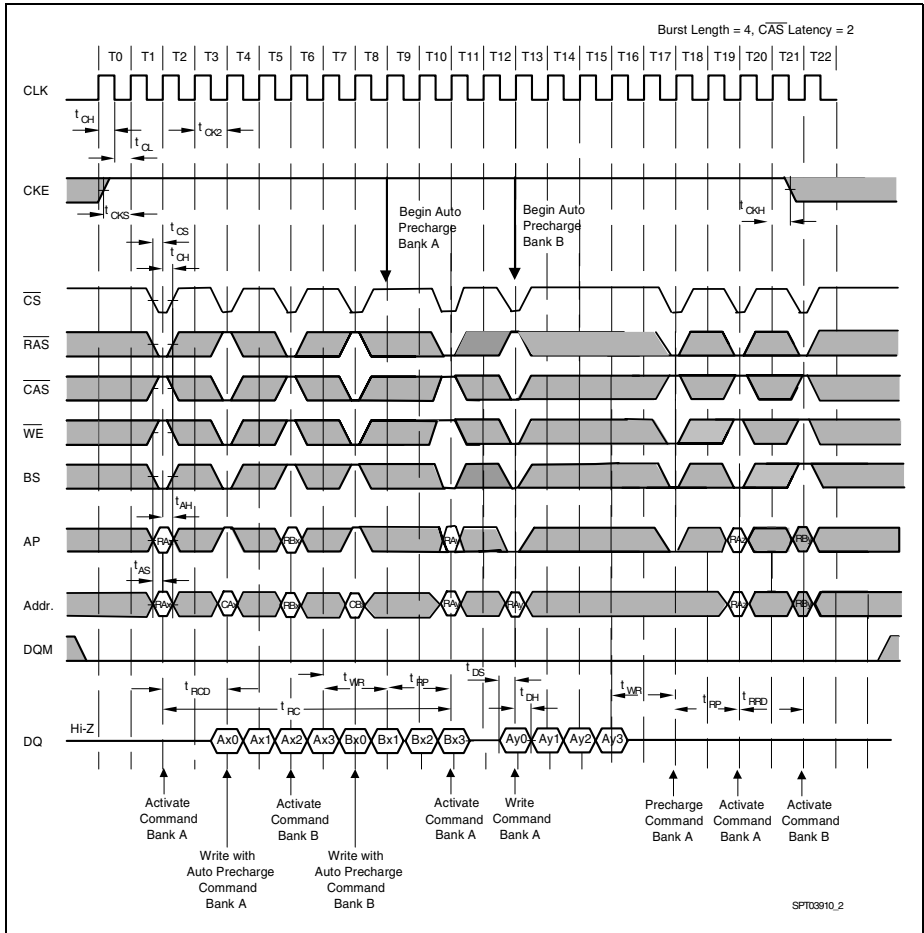 Burst Length = 4, CAS Latency = 2
T0 T1 T2 T3 T4 T5 T6 T7 T8 T9 T10 T11 T12 T13 T14 T15 T16 T17 T18 T19 T20 T21 T22
CLK
tCH
tCK2
tCL
CKE
tCKS
tCKH
Begin Auto
Precharge
Bank A
Begin Auto
Precharge
Bank B
tCS
tCH
CS
RAS
CAS
WE
BS
tAH
AP
RAx RBx RAy RAz RBy
tAS
Addr.
RAx CAx RBx CBx RAy RAy RAz RBy
DQM
tRCD
tWR
tRP
tDS
tDH
tWR
tRP
tRRD
tRC
Hi-Z
DQ
Ax0 Ax1 Ax2 Ax3 Bx0 Bx1 Bx2 Bx3 Ay0 Ay1 Ay2 Ay3
Activate
Command
Bank A
Write with
Auto Precharge
Command
Bank A
Activate
Command
Bank B
Write with
Auto Precharge
Command
Bank B
Activate
Command
Bank A
Write
Command
Bank A
Precharge
Command
Bank A
Activate
Command
Bank A
Activate
Command
Bank B
SPT03910_2